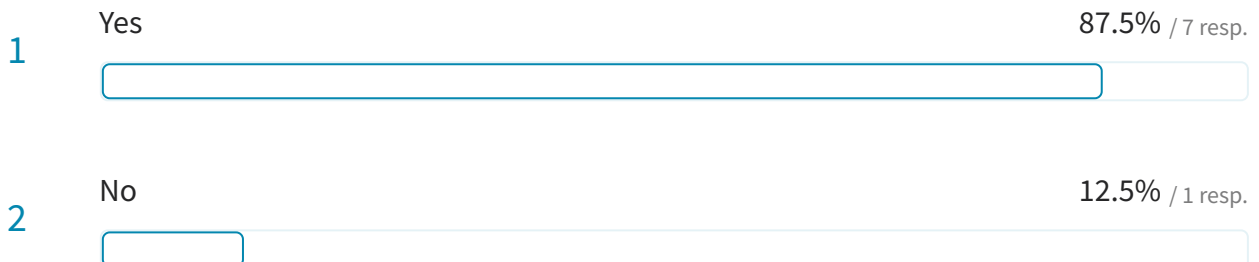 1 Yes 87.5% / 7 resp.
2 No 12.5% / 1 resp.